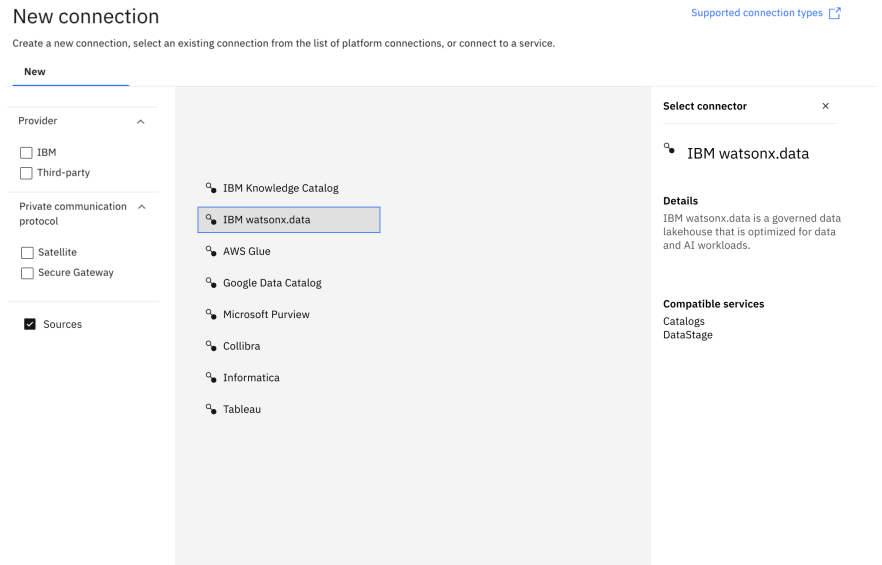 New connection
Supported connection types
Create a new connection, select an existing connection from the list of platform connections, or connect to a service.
New
Provider
IBM
Third-party
Private communication
protocol
Satellite
Secure Gateway
Sources
IBM Knowledge Catalog
IBM watsonx.data
AWS Glue
Google Data Catalog
Microsoft Purview
Collibra
Informatica
Tableau
Select connector
IBM watsonx.data
Details
IBM watsonx.data is a governed data
lakehouse that is optimized for data
and AI workloads.
Compatible services
Catalogs
DataStage